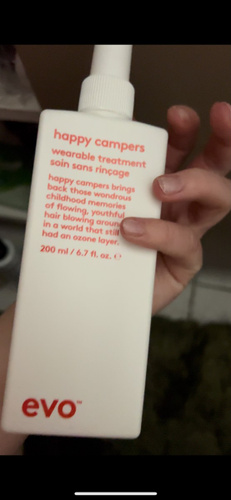 happy campers
wearable treatment
soin sans rinçage
happy campers brings
back those wondrous
childhood memories
of flowing, youthful
hair blowing around
in a world that still
had an ozone layer.
200 ml / 6.7 fl. oz. ℮
evo™